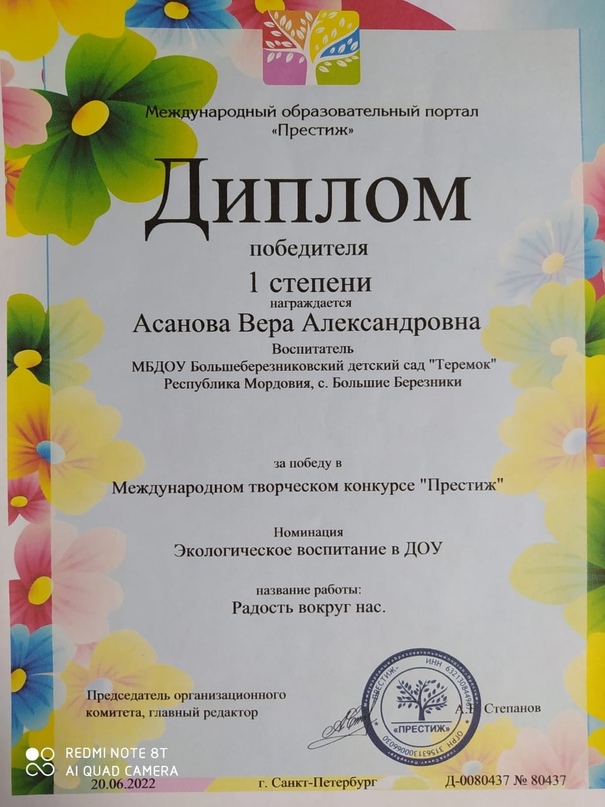 Международный образовательный портал
«Престиж»
Диплом
победителя
1 степени
награждается
Асанова Вера Александровна
Воспитатель
МБДОУ Большеберезниковский детский сад "Теремок"
Республика Мордовия, с. Большие Березники
за победу в
Международном творческом конкурсе "Престиж"
Номинация
Экологическое воспитание в ДОУ
название работы:
Радость вокруг нас.
Председатель организационного
комитета, главный редактор
Степанов
«ПРЕСТИЖ»
REDMI NOTE 8T
AI QUAD CAMERA
20.06.2022
г. Санкт-Петербург
Д-0080437 № 80437